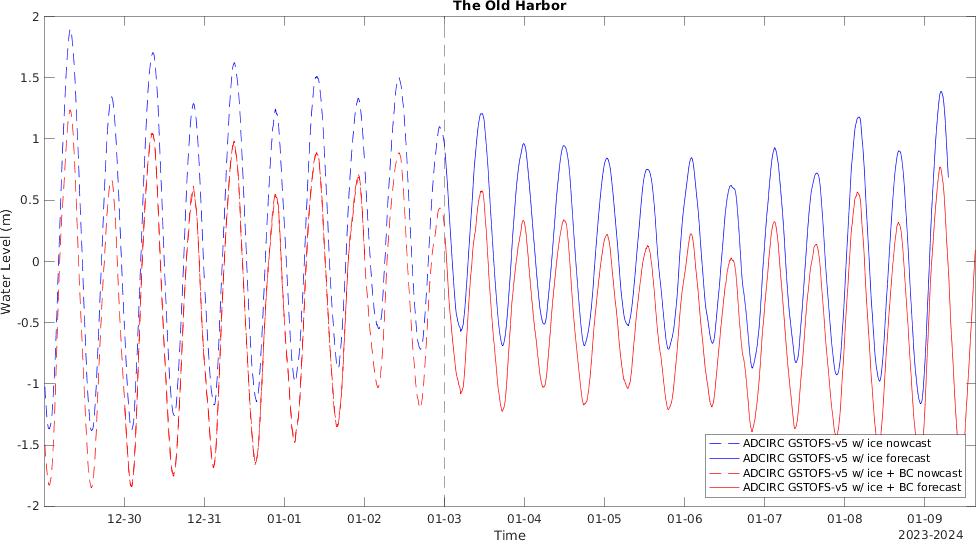 The Old Harbor
2
1.5
1
0.5
0
-0.5
-1
-1.5
-2
Water Level (m)
12-30 12-31 01-01 01-02 01-03 01-04 01-05 01-06 01-07 01-08 01-09
Time
2023-2024
ADCIRC GSTOFS-v5 w/ ice nowcast
ADCIRC GSTOFS-v5 w/ ice forecast
ADCIRC GSTOFS-v5 w/ ice + BC nowcast
ADCIRC GSTOFS-v5 w/ ice + BC forecast